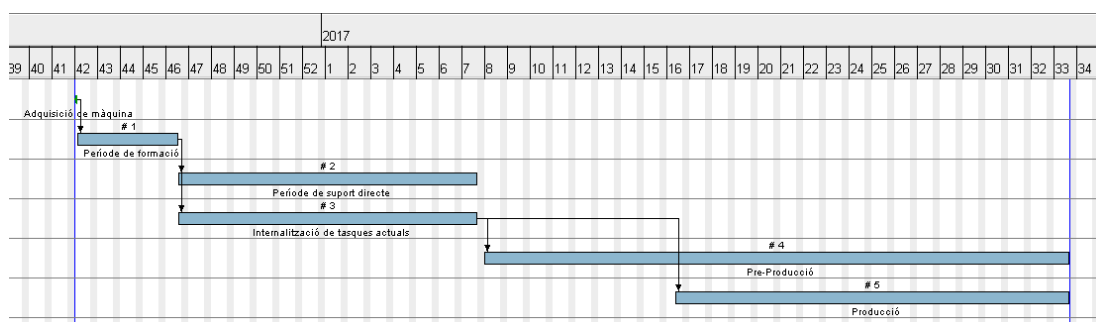 2017
39 40 41 42 43 44 45 46 47 48 49 50 51 52 1 2 3 4 5 6 7 8 9 10 11 12 13 14 15 16 17 18 19 20 21 22 23 24 25 26 27 28 29 30 31 32 33 34
Adquisició de màquina
# 1
Període de formació
# 2
Període de suport directe
# 3
Internalització de tasques actuals
# 4
Pre-Producció
# 5
Producció